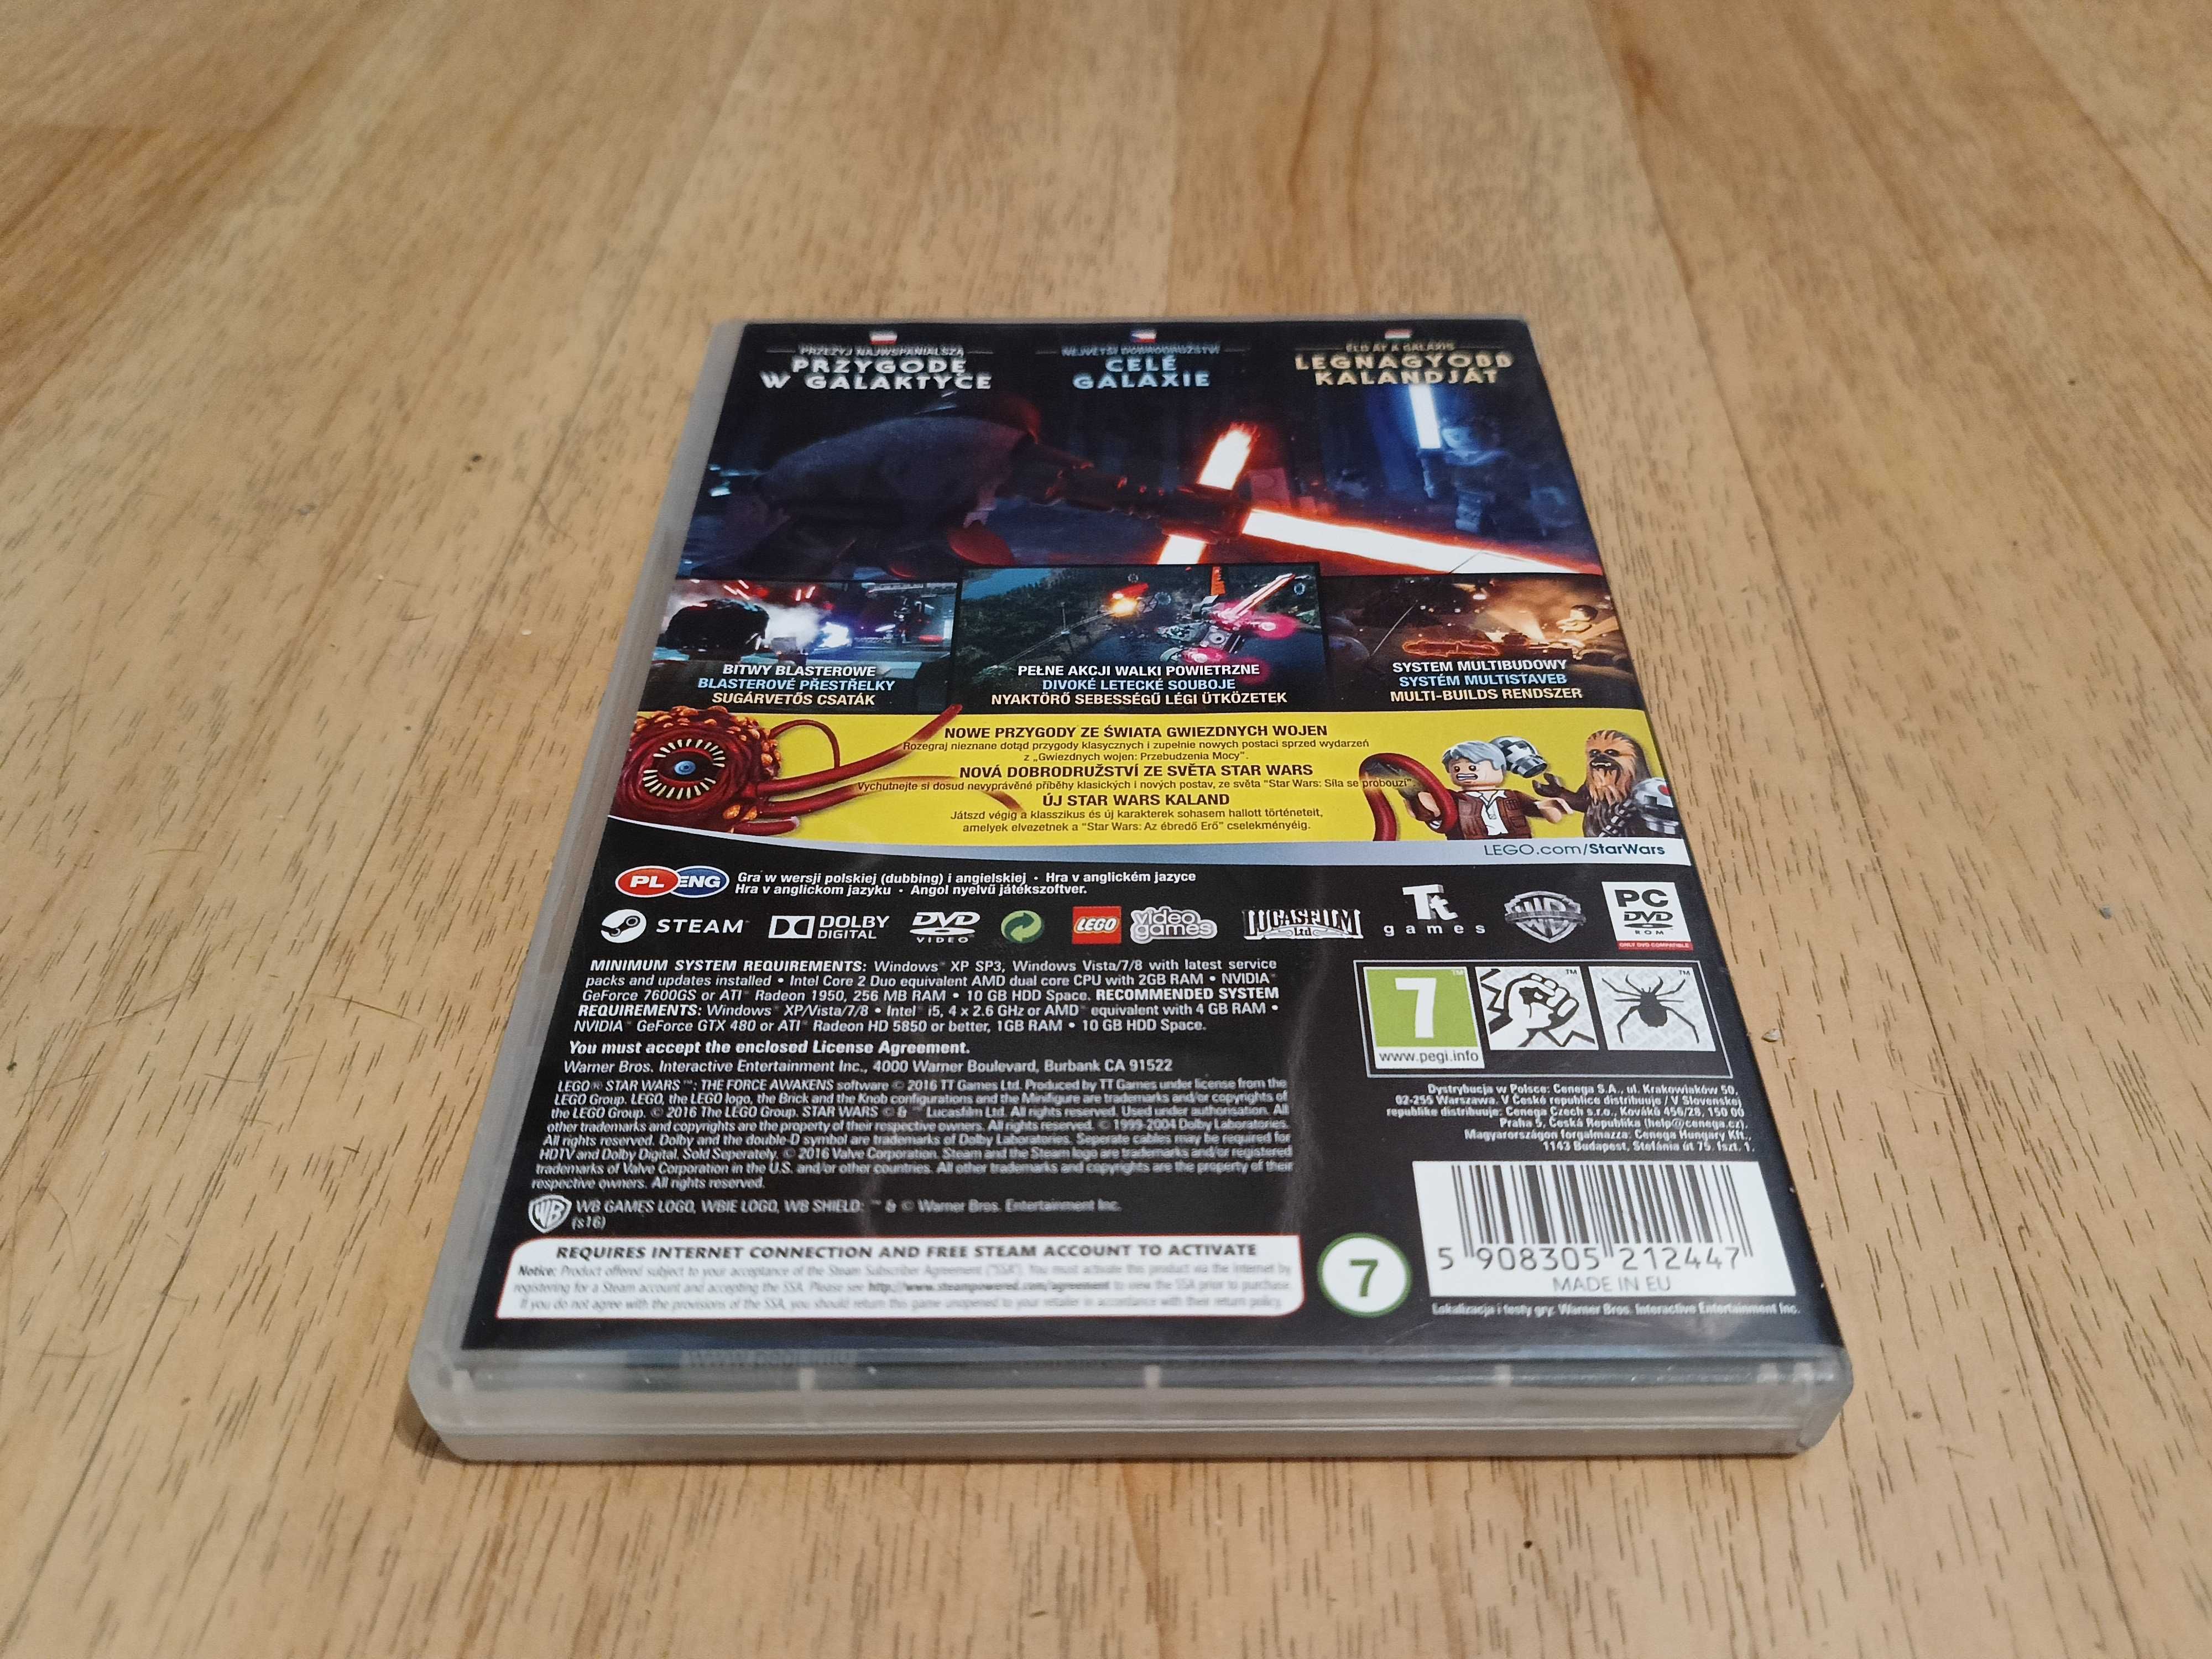 PRZEŻYJ NAJWSPANIALSZĄ
PRZYGODĘ
W GALAKTYCE
NEJVĚTŠÍ DOBRODRUŽSTVÍ
CELÉ
GALAXIE
ÉLD ÁT A GALAXIS
LEGNAGYOBB
KALANDJÁT
BITWY BLASTEROWE
BLASTEROVÉ PŘESTŘELKY
SUGÁRVETŐS CSATÁK
PEŁNE AKCJI WALKI POWIETRZNE
DIVOKÉ LETECKÉ SOUBOJE
NYAKTÖRŐ SEBESSÉGŰ LÉGI ÜTKÖZETEK
SYSTEM MULTIBUDOWY
SYSTÉM MULTISTAVEB
MULTI-BUILDS RENDSZER
NOWE PRZYGODY ZE ŚWIATA GWIEZDNYCH WOJEN
Rozegraj nieznane dotąd przygody klasycznych i zupełnie nowych postaci sprzed wydarzeń
z „Gwiezdnych wojen: Przebudzenia Mocy”.
NOVÁ DOBRODRUŽSTVÍ ZE SVĚTA STAR WARS
Vychutnejte si dosud nevyprávěné příběhy klasických i nových postav, ze světa “Star Wars: Síla se probouzí”
ÚJ STAR WARS KALAND
Játszd végig a klasszikus és új karakterek sohasem hallott történeteit,
amelyek elvezetnek a “Star Wars: Az ébredő Erő” cselekményéig.
LEGO.com/StarWars
PL ENG
Gra w wersji polskiej (dubbing) i angielskiej • Hra v anglickém jazyce
Hra v anglickom jazyku • Angol nyelvű játékszoftver.
STEAM™
DOLBY
DIGITAL
DVD
VIDEO
LEGO
video
games
LUCASFILM
Ltd.
Tt
games
WB
PC
DVD
ROM
ONLY DVD COMPATIBLE
MINIMUM SYSTEM REQUIREMENTS: Windows® XP SP3, Windows Vista/7/8 with latest service
packs and updates installed • Intel Core 2 Duo equivalent AMD dual core CPU with 2GB RAM • NVIDIA®
GeForce 7600GS or ATI™ Radeon 1950, 256 MB RAM • 10 GB HDD Space. RECOMMENDED SYSTEM
REQUIREMENTS: Windows® XP/Vista/7/8 • Intel® i5, 4 x 2.6 GHz or AMD® equivalent with 4 GB RAM •
NVIDIA® GeForce GTX 480 or ATI™ Radeon HD 5850 or better, 1GB RAM • 10 GB HDD Space.
You must accept the enclosed License Agreement.
Warner Bros. Interactive Entertainment Inc., 4000 Warner Boulevard, Burbank CA 91522
LEGO® STAR WARS™: THE FORCE AWAKENS software © 2016 TT Games Ltd. Produced by TT Games under license from the
LEGO Group. LEGO, the LEGO logo, the Brick and the Knob configurations and the Minifigure are trademarks and/or copyrights of
the LEGO Group. © 2016 The LEGO Group. STAR WARS © & ™ Lucasfilm Ltd. All rights reserved. Used under authorisation. All
other trademarks and copyrights are the property of their respective owners. All rights reserved. © 1999-2004 Dolby Laboratories.
All rights reserved. Dolby and the double-D symbol are trademarks of Dolby Laboratories. Seperate cables may be required for
HDTV and Dolby Digital. Sold Seperately. © 2016 Valve Corporation. Steam and the Steam logo are trademarks and/or registered
trademarks of Valve Corporation in the U.S. and/or other countries. All other trademarks and copyrights are the property of their
respective owners. All rights reserved.
WB GAMES LOGO, WBIE LOGO, WB SHIELD: ™ & © Warner Bros. Entertainment Inc.
(s16)
REQUIRES INTERNET CONNECTION AND FREE STEAM ACCOUNT TO ACTIVATE
Notice: Product offered subject to your acceptance of the Steam Subscriber Agreement ("SSA"). You must activate this product via the Internet by
registering for a Steam account and accepting the SSA. Please see http://www.steampowered.com/agreement to view the SSA prior to purchase.
If you do not agree with the provisions of the SSA, you should return this game unopened to your retailer in accordance with their return policy.
7
www.pegi.info
Dystrybucja w Polsce: Cenega S.A., ul. Krakowiaków 50,
02-255 Warszawa. V České republice distribuuje / V Slovenskej
republike distribuuje: Cenega Czech s.r.o., Kováků 456/28, 150 00
Praha 5, Česká Republika (help@cenega.cz).
Magyarországon forgalmazza: Cenega Hungary Kft.,
1143 Budapest, Stefánia út 75. fszt. 1.
7
5 908305 212447
MADE IN EU
Lokalizacja i testy gry: Warner Bros. Interactive Entertainment Inc.